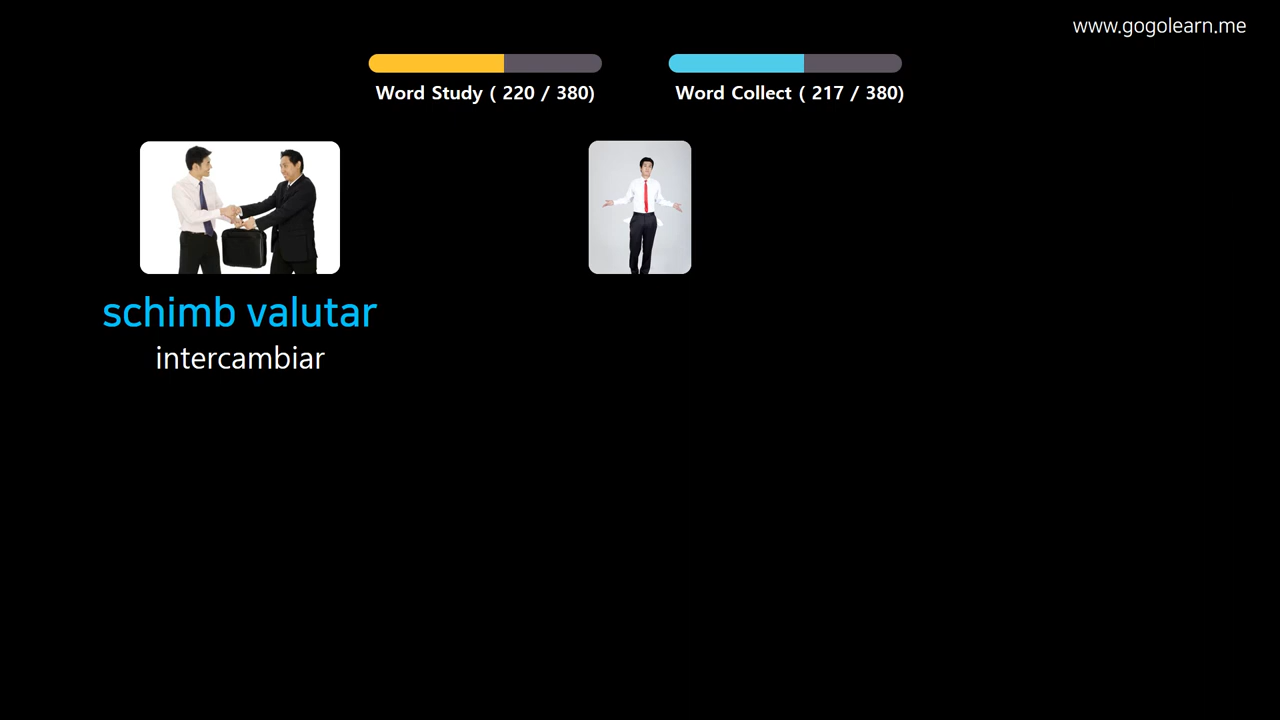 www.gogolearn.me
Word Study ( 220 / 380)
Word Collect ( 217 / 380)
schimb valutar
intercambiar